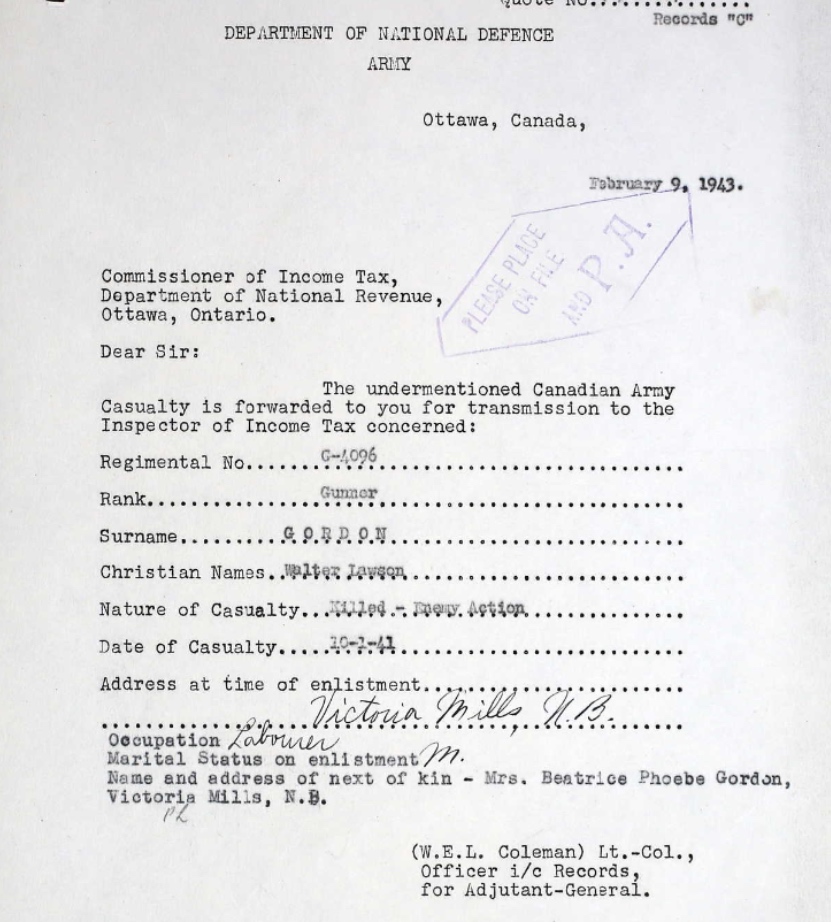 Quote No...............
Records "C"
DEPARTMENT OF NATIONAL DEFENCE
ARMY
Ottawa, Canada,
February 9, 1943.
PLEASE PLACE
ON FILE
AND P.A.
Commissioner of Income Tax,
Department of National Revenue,
Ottawa, Ontario.
Dear Sir:
The undermentioned Canadian Army
Casualty is forwarded to you for transmission to the
Inspector of Income Tax concerned:
Regimental No.......G-4096..............................
Rank................Gunner..............................
Surname.........G O R D O N.............................
Christian Names..Walter Lawson..........................
Nature of Casualty...Killed - Enemy Action..............
Date of Casualty.....10-1-41............................
Address at time of enlistment...........................
Victoria Mills, N.B.
Occupation Labourer
Marital Status on enlistment M.
Name and address of next of kin - Mrs. Beatrice Phoebe Gordon,
Victoria Mills, N.B.
(W.E.L. Coleman) Lt.-Col.,
Officer i/c Records,
for Adjutant-General.